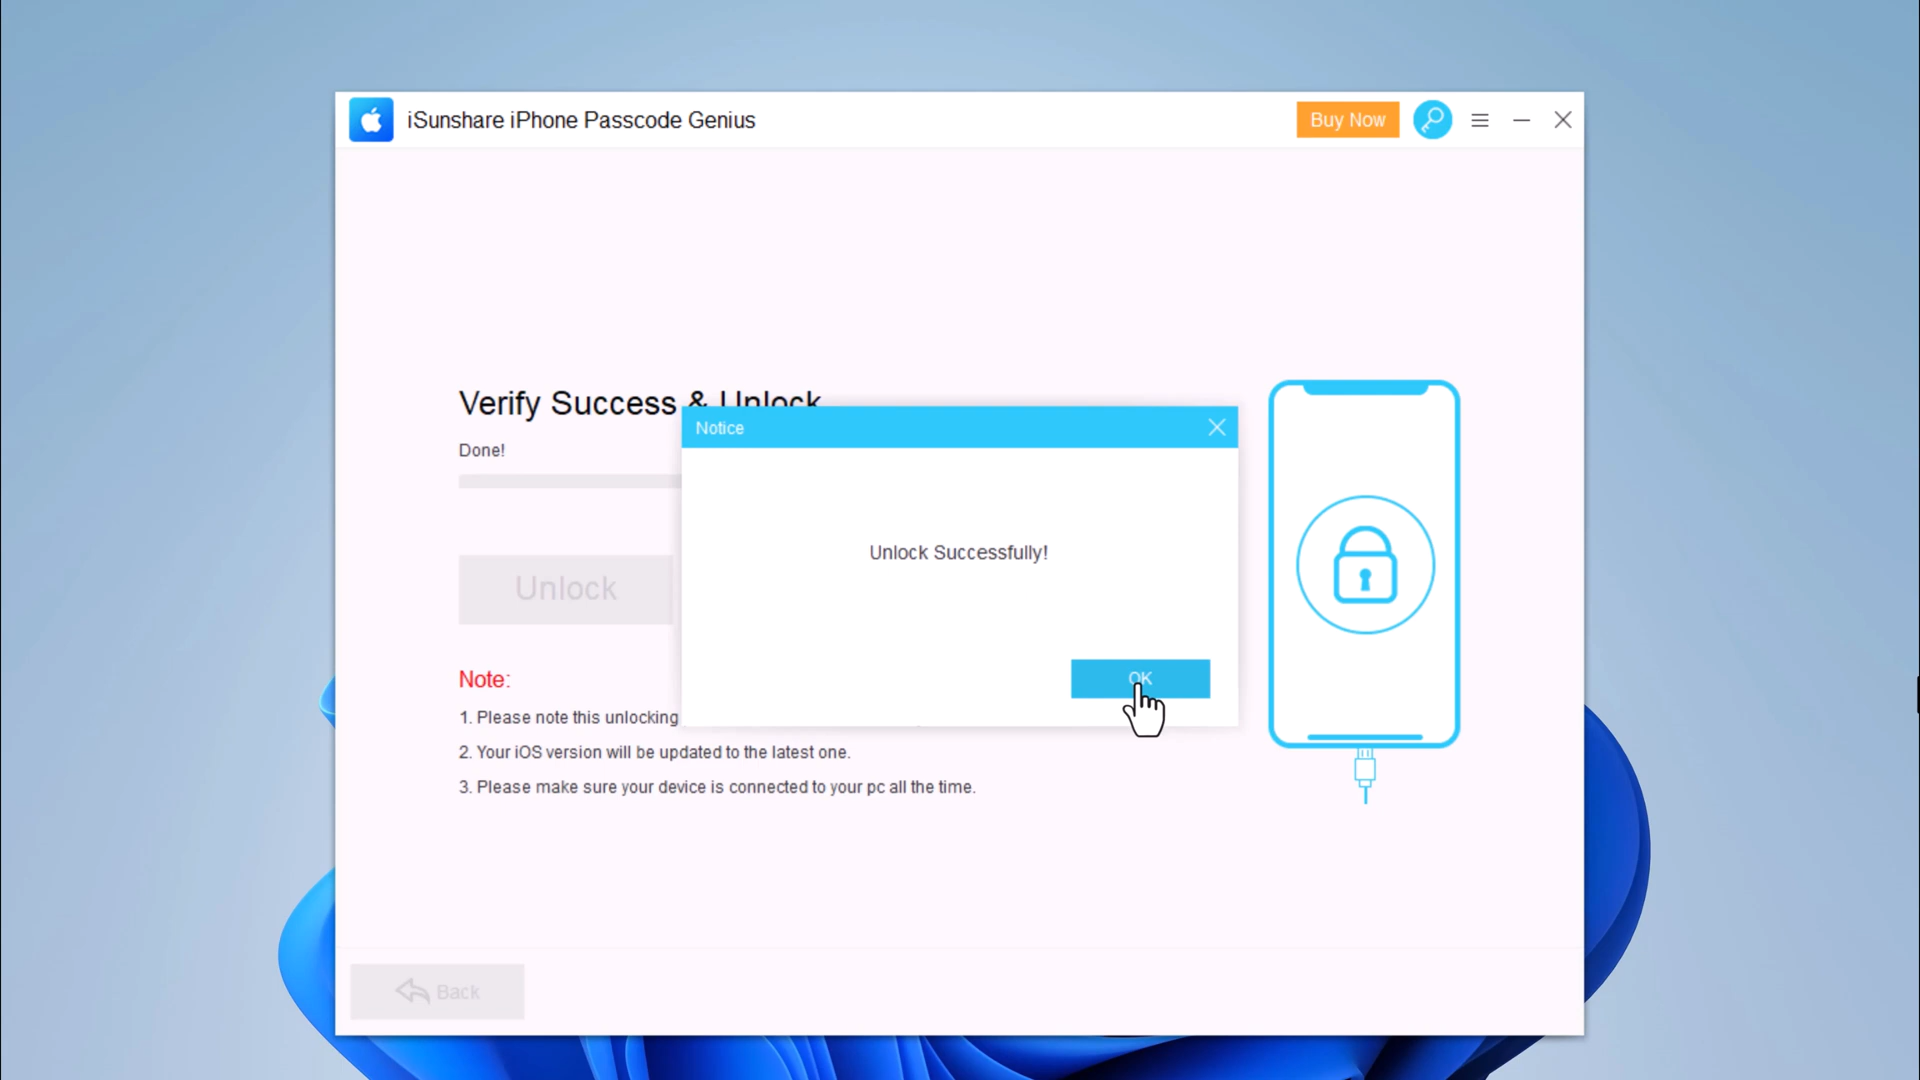 iSunshare iPhone Passcode Genius
Buy Now
Verify Success & Unlock
Done!
Notice
Unlock Successfully!
Unlock
OK
Note:
1. Please note this unlocking
2. Your iOS version will be updated to the latest one.
3. Please make sure your device is connected to your pc all the time.
Back